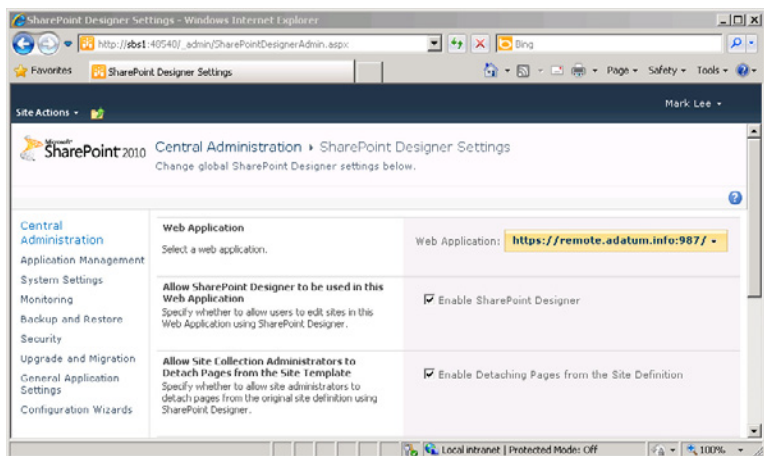 SharePoint Designer Settings - Windows Internet Explorer
http://sbs1:40540/_admin/SharePointDesignerAdmin.aspx
Bing
Favorites
SharePoint Designer Settings
Page
Safety
Tools
Site Actions
Mark Lee
Microsoft
SharePoint 2010
Central Administration
SharePoint Designer Settings
Change global SharePoint Designer settings below.
Central
Administration
Application Management
System Settings
Monitoring
Backup and Restore
Security
Upgrade and Migration
General Application
Settings
Configuration Wizards
Web Application
Select a web application.
Web Application: https://remote.adatum.info:987/
Allow SharePoint Designer to be used in this
Web Application
Specify whether to allow users to edit sites in this
Web Application using SharePoint Designer.
Enable SharePoint Designer
Allow Site Collection Administrators to
Detach Pages from the Site Template
Specify whether to allow site administrators to
detach pages from the original site definition using
SharePoint Designer.
Enable Detaching Pages from the Site Definition
Local intranet | Protected Mode: Off
100%